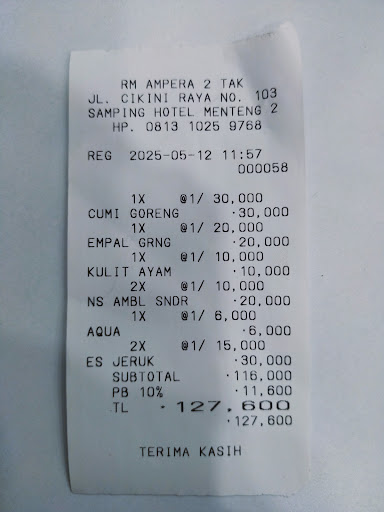 RM AMPERA 2 TAK
JL. CIKINI RAYA NO. 103
SAMPING HOTEL MENTENG 2
HP. 0813 1025 9768
REG 2025-05-12 11:57
000058
1X @1/ 30,000
CUMI GORENG ·30,000
1X @1/ 20,000
EMPAL GRNG ·20,000
1X @1/ 10,000
KULIT AYAM ·10,000
2X @1/ 10,000
NS AMBL SNDR ·20,000
1X @1/ 6,000
AQUA ·6,000
2X @1/ 15,000
ES JERUK ·30,000
SUBTOTAL ·116,000
PB 10% ·11,600
TL ·127,600
·127,600
TERIMA KASIH